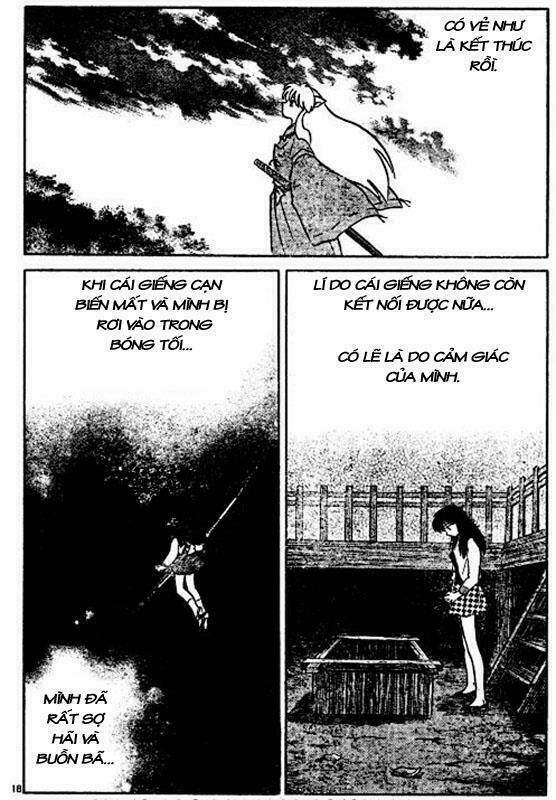 CÓ VẺ NHƯ
LÀ KẾT THÚC
RỒI.
KHI CÁI GIẾNG CẠN
BIẾN MẤT VÀ MÌNH BỊ
RƠI VÀO TRONG
BÓNG TỐI...
LÍ DO CÁI GIẾNG KHÔNG CÒN
KẾT NỐI ĐƯỢC NỮA...
CÓ LẼ LÀ DO CẢM GIÁC
CỦA MÌNH.
MÌNH ĐÃ
RẤT SỢ
HÃI VÀ
BUỒN BÃ...
18